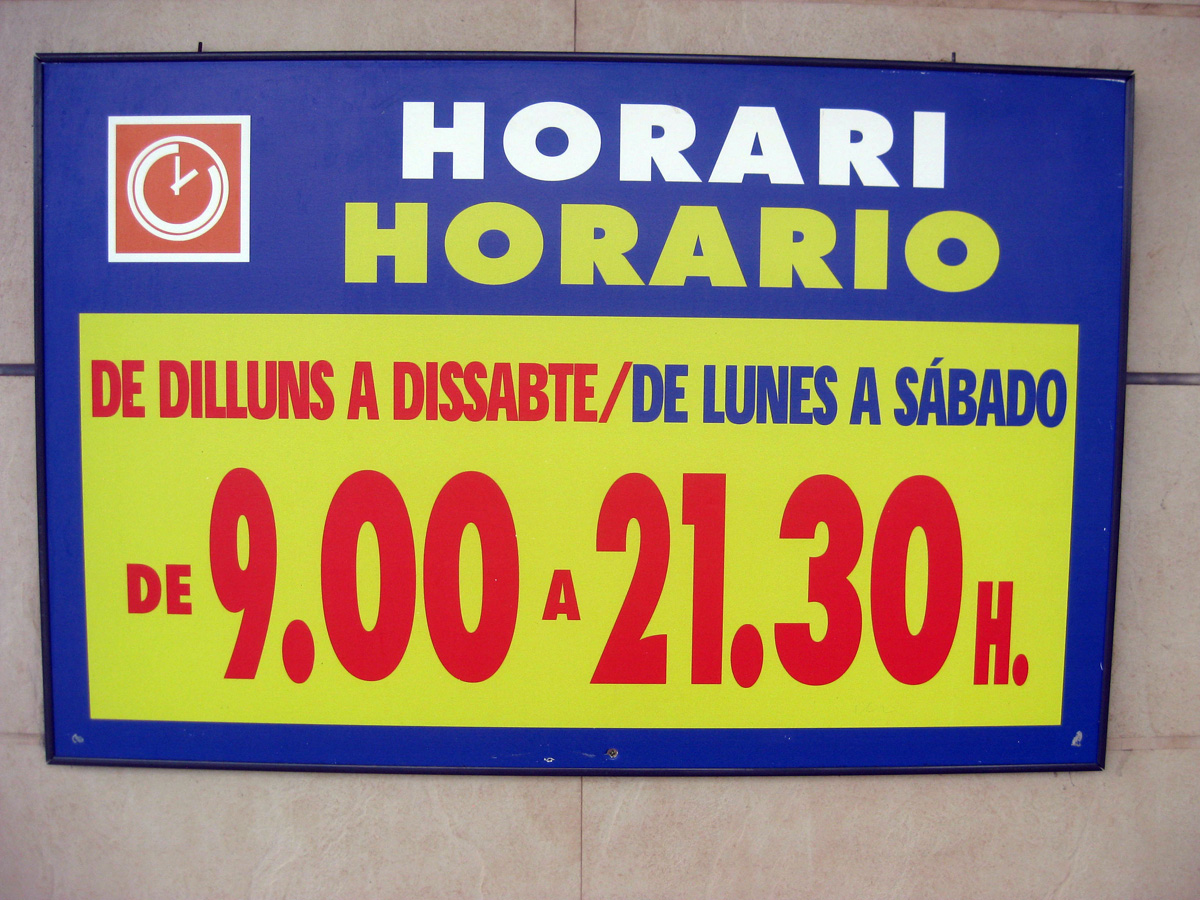 HORARI
HORARIO
DE DILLUNS A DISSABTE/DE LUNES A SÁBADO
DE 9.00 A 21.30 H.